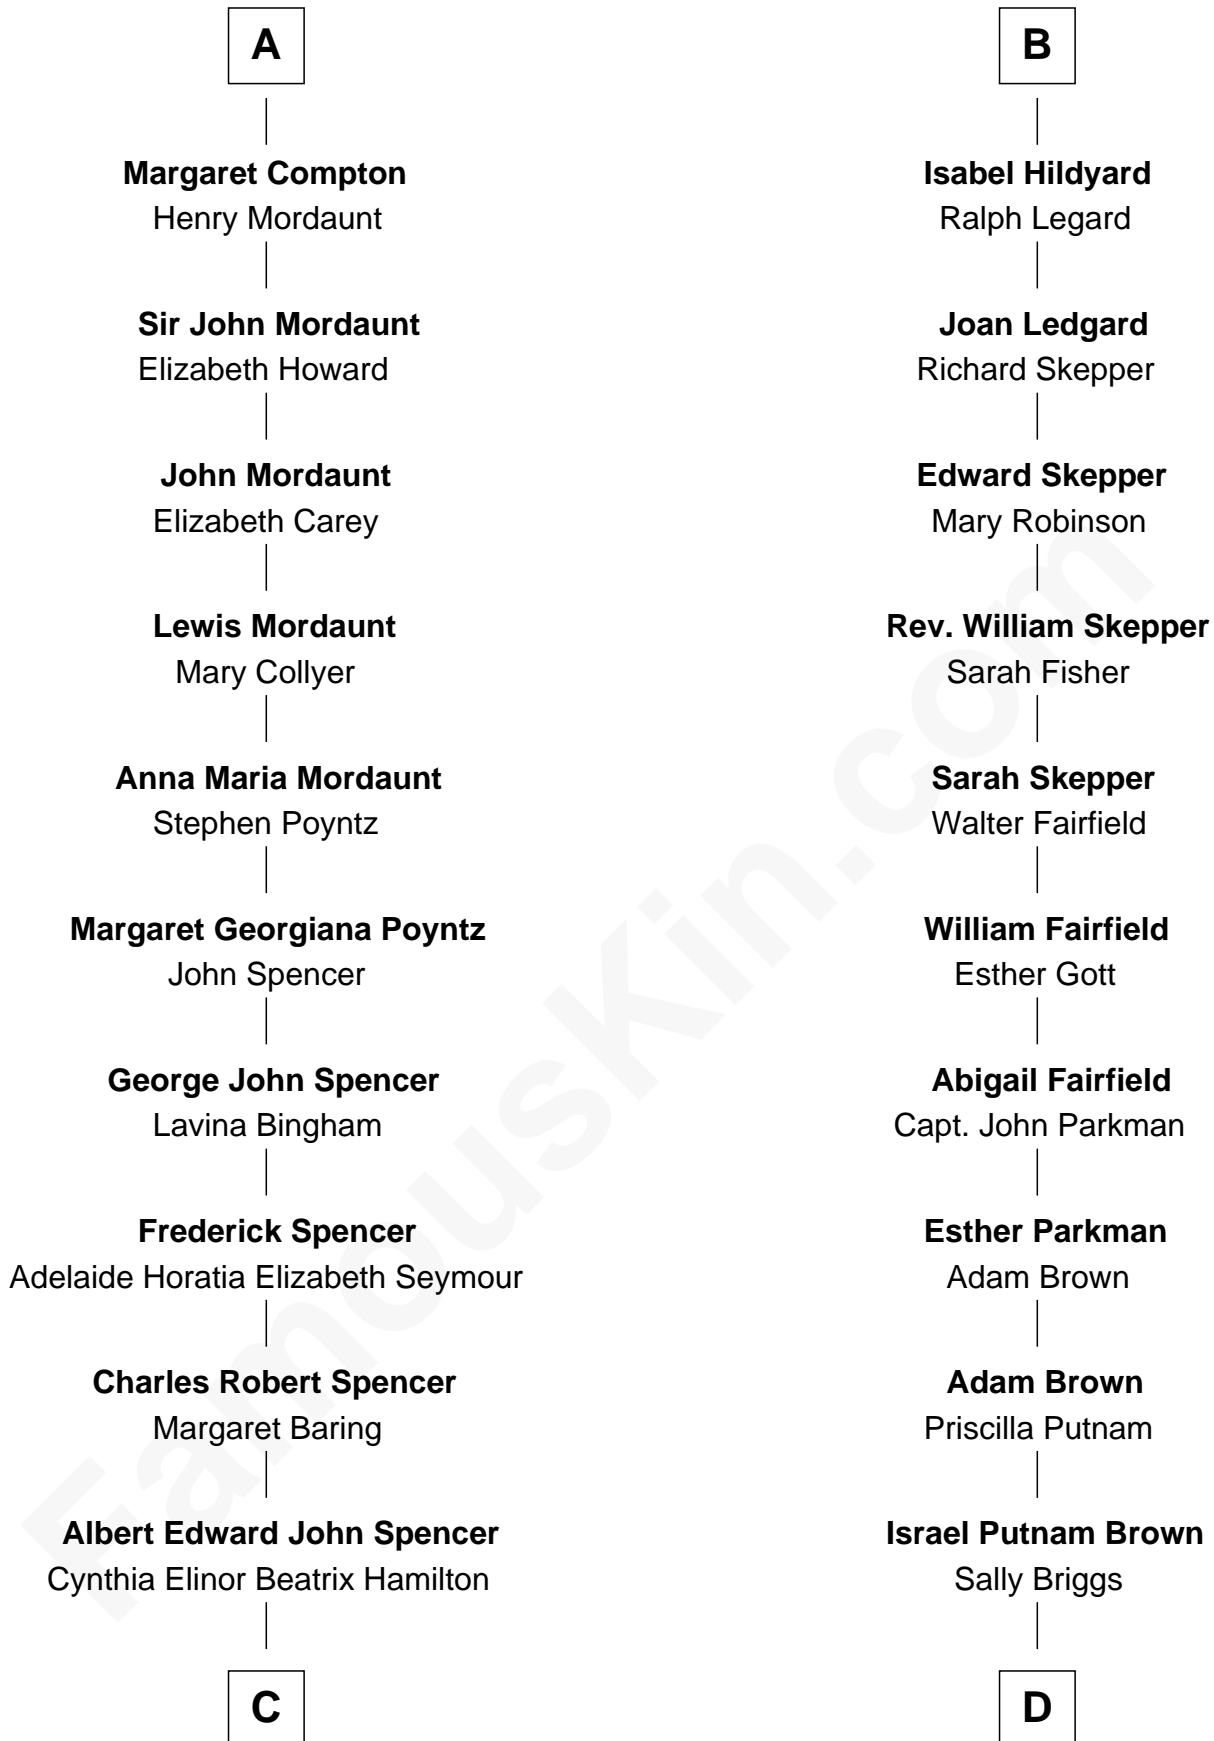 A
Margaret Compton
Henry Mordaunt
Sir John Mordaunt
Elizabeth Howard
John Mordaunt
Elizabeth Carey
Lewis Mordaunt
Mary Collyer
Anna Maria Mordaunt
Stephen Poyntz
Margaret Georgiana Poyntz
John Spencer
George John Spencer
Lavina Bingham
Frederick Spencer
Adelaide Horatia Elizabeth Seymour
Charles Robert Spencer
Margaret Baring
Albert Edward John Spencer
Cynthia Elinor Beatrix Hamilton
C
B
Isabel Hildyard
Ralph Legard
Joan Ledgard
Richard Skepper
Edward Skepper
Mary Robinson
Rev. William Skepper
Sarah Fisher
Sarah Skepper
Walter Fairfield
William Fairfield
Esther Gott
Abigail Fairfield
Capt. John Parkman
Esther Parkman
Adam Brown
Adam Brown
Priscilla Putnam
Israel Putnam Brown
Sally Briggs
D
FamousKin.com